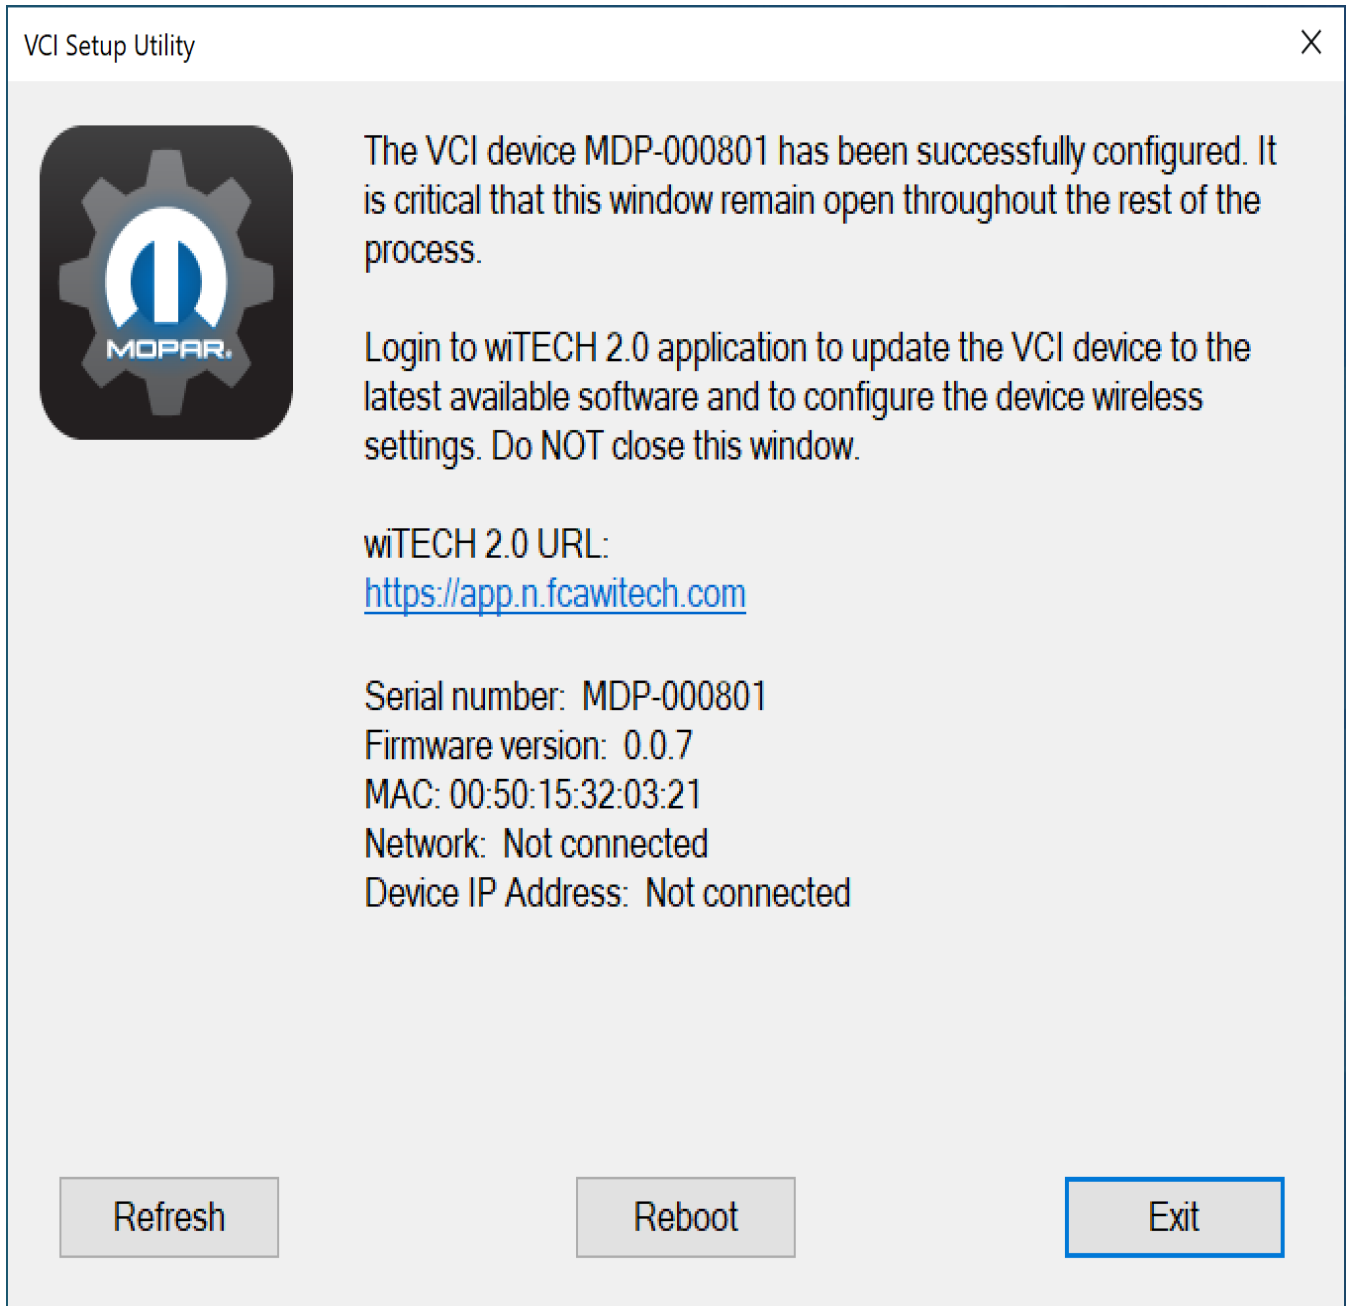 VCI Setup Utility
The VCI device MDP-000801 has been successfully configured. It
is critical that this window remain open throughout the rest of the
process.
Login to wiTECH 2.0 application to update the VCI device to the
latest available software and to configure the device wireless
settings. Do NOT close this window.
wiTECH 2.0 URL:
https://app.n.fcawitech.com
Serial number:  MDP-000801
Firmware version:  0.0.7
MAC: 00:50:15:32:03:21
Network:  Not connected
Device IP Address:  Not connected
MOPAR.
Refresh
Reboot
Exit